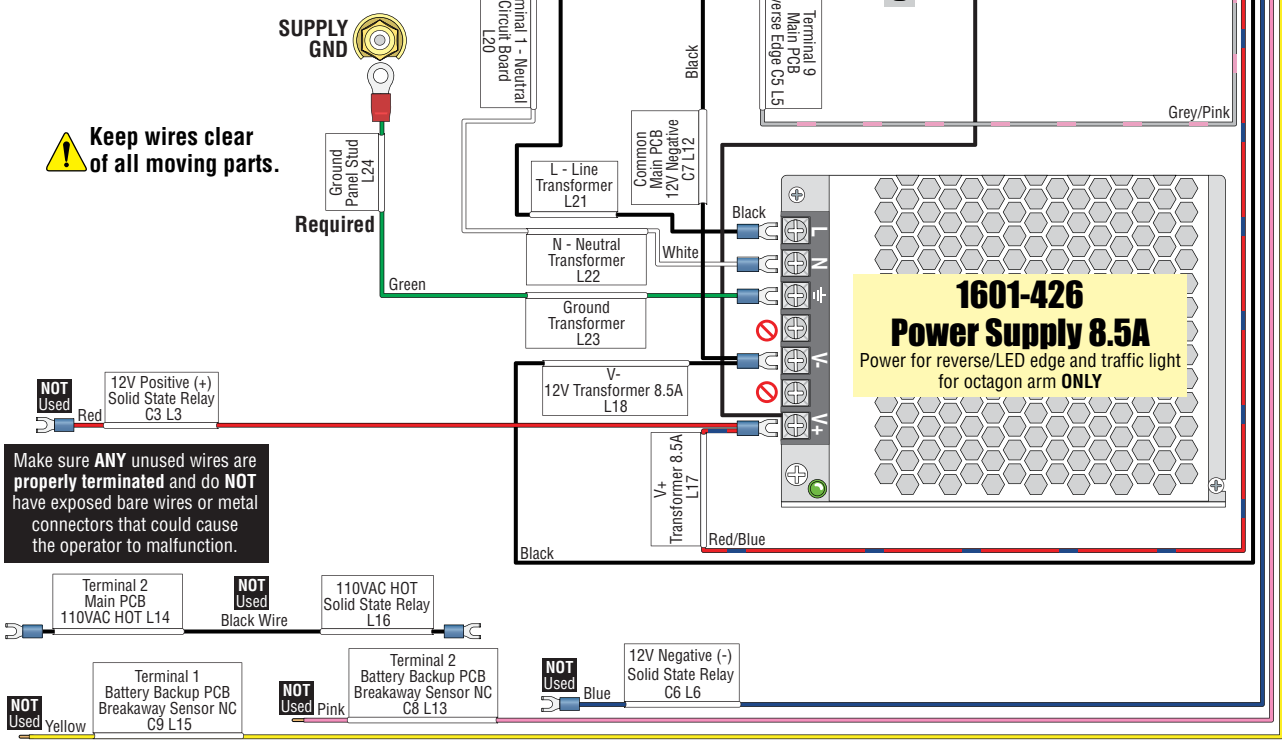 SUPPLY
GND
minal 1 - Neutral
Circuit Board
L20
Black
Terminal 9
Main PCB
verse Edge C5 L5
Grey/Pink
Keep wires clear
of all moving parts.
Ground
Panel Stud
L24
Required
L - Line
Transformer
L21
Common
Main PCB
12V Negative
C7 L12
Black
N - Neutral
Transformer
L22
White
Green
Ground
Transformer
L23
L
N
V-
V+
1601-426
Power Supply 8.5A
Power for reverse/LED edge and traffic light
for octagon arm ONLY
V-
12V Transformer 8.5A
L18
NOT
Used
Red
12V Positive (+)
Solid State Relay
C3 L3
V+
Transformer 8.5A
L17
Red/Blue
Black
Make sure ANY unused wires are
properly terminated and do NOT
have exposed bare wires or metal
connectors that could cause
the operator to malfunction.
Terminal 2
Main PCB
110VAC HOT L14
NOT
Used
Black Wire
110VAC HOT
Solid State Relay
L16
NOT
Used
Yellow
Terminal 1
Battery Backup PCB
Breakaway Sensor NC
C9 L15
NOT
Used
Pink
Terminal 2
Battery Backup PCB
Breakaway Sensor NC
C8 L13
NOT
Used
Blue
12V Negative (-)
Solid State Relay
C6 L6